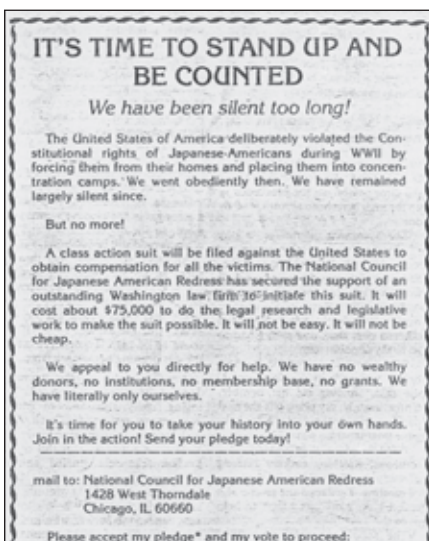 IT'S TIME TO STAND UP AND
BE COUNTED
We have been silent too long!
The United States of America deliberately violated the Con-
stitutional rights of Japanese-Americans during WWII by
forcing them from their homes and placing them into concen-
tration camps. We went obediently then. We have remained
largely silent since.
But no more!
A class action suit will be filed against the United States to
obtain compensation for all the victims. The National Council
for Japanese American Redress has secured the support of an
outstanding Washington law firm to initiate this suit. It will
cost about $75,000 to do the legal research and legislative
work to make the suit possible. It will not be easy. It will not be
cheap.
We appeal to you directly for help. We have no wealthy
donors, no institutions, no membership base, no grants. We
have literally only ourselves.
It's time for you to take your history into your own hands.
Join in the action! Send your pledge today!
mail to: National Council for Japanese American Redress
1428 West Thorndale
Chicago, IL 60660
Please accept my pledge* and my vote to proceed: